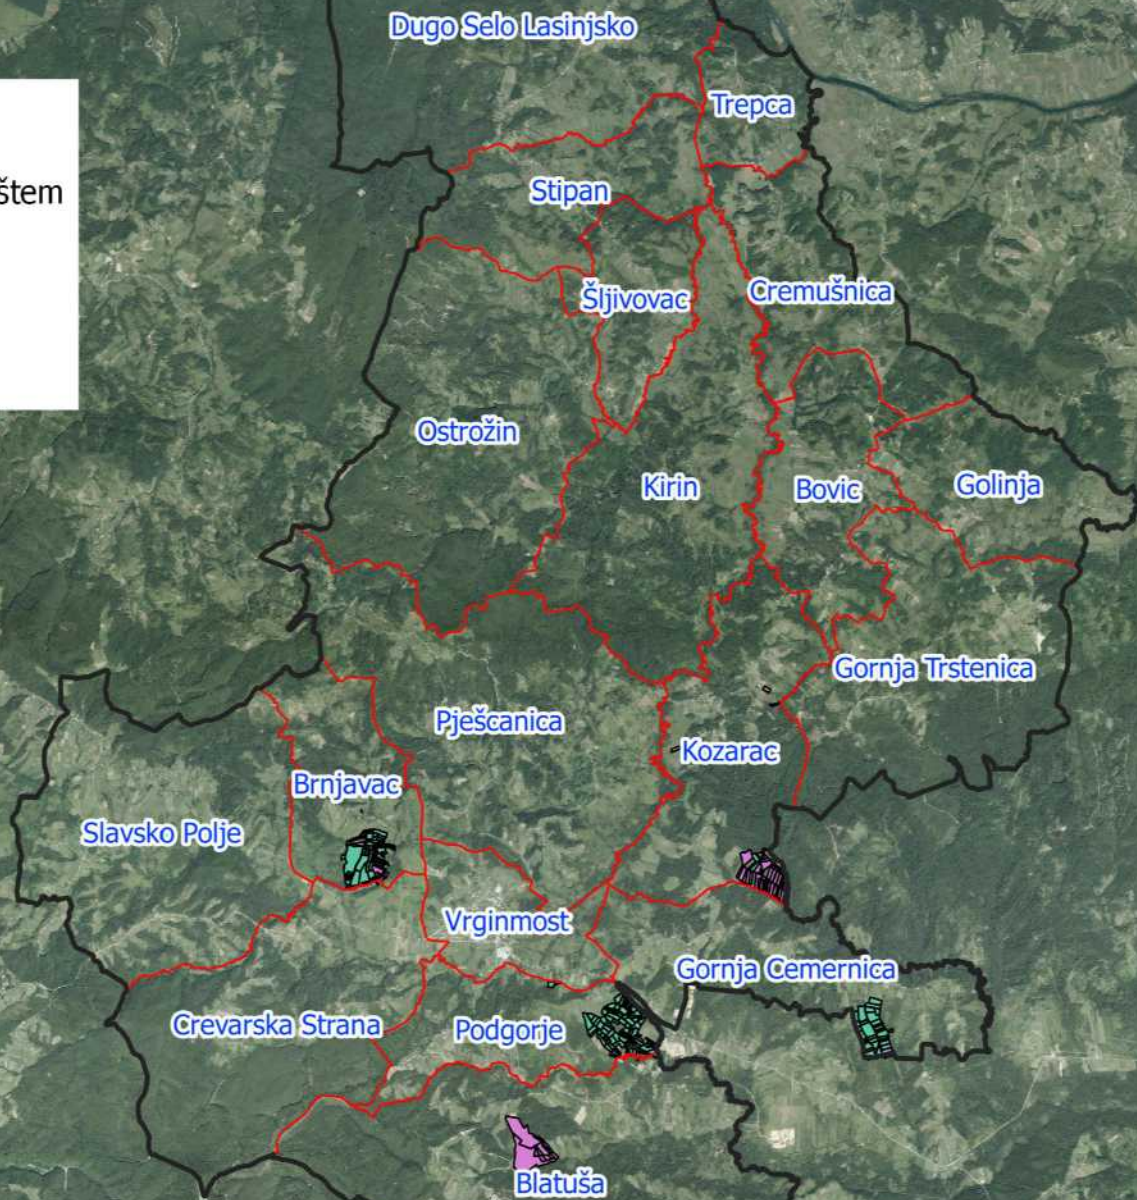 Dugo Selo Lasinjsko
Trepca
štem
Stipan
Šljivovac
Cremušnica
Ostrožin
Kirin
Bovic
Golinja
Gornja Trstenica
Pješcanica
Kozarac
Brnjavac
Slavsko Polje
Vrginmost
Gornja Cemernica
Crevarska Strana
Podgorje
Blatuša